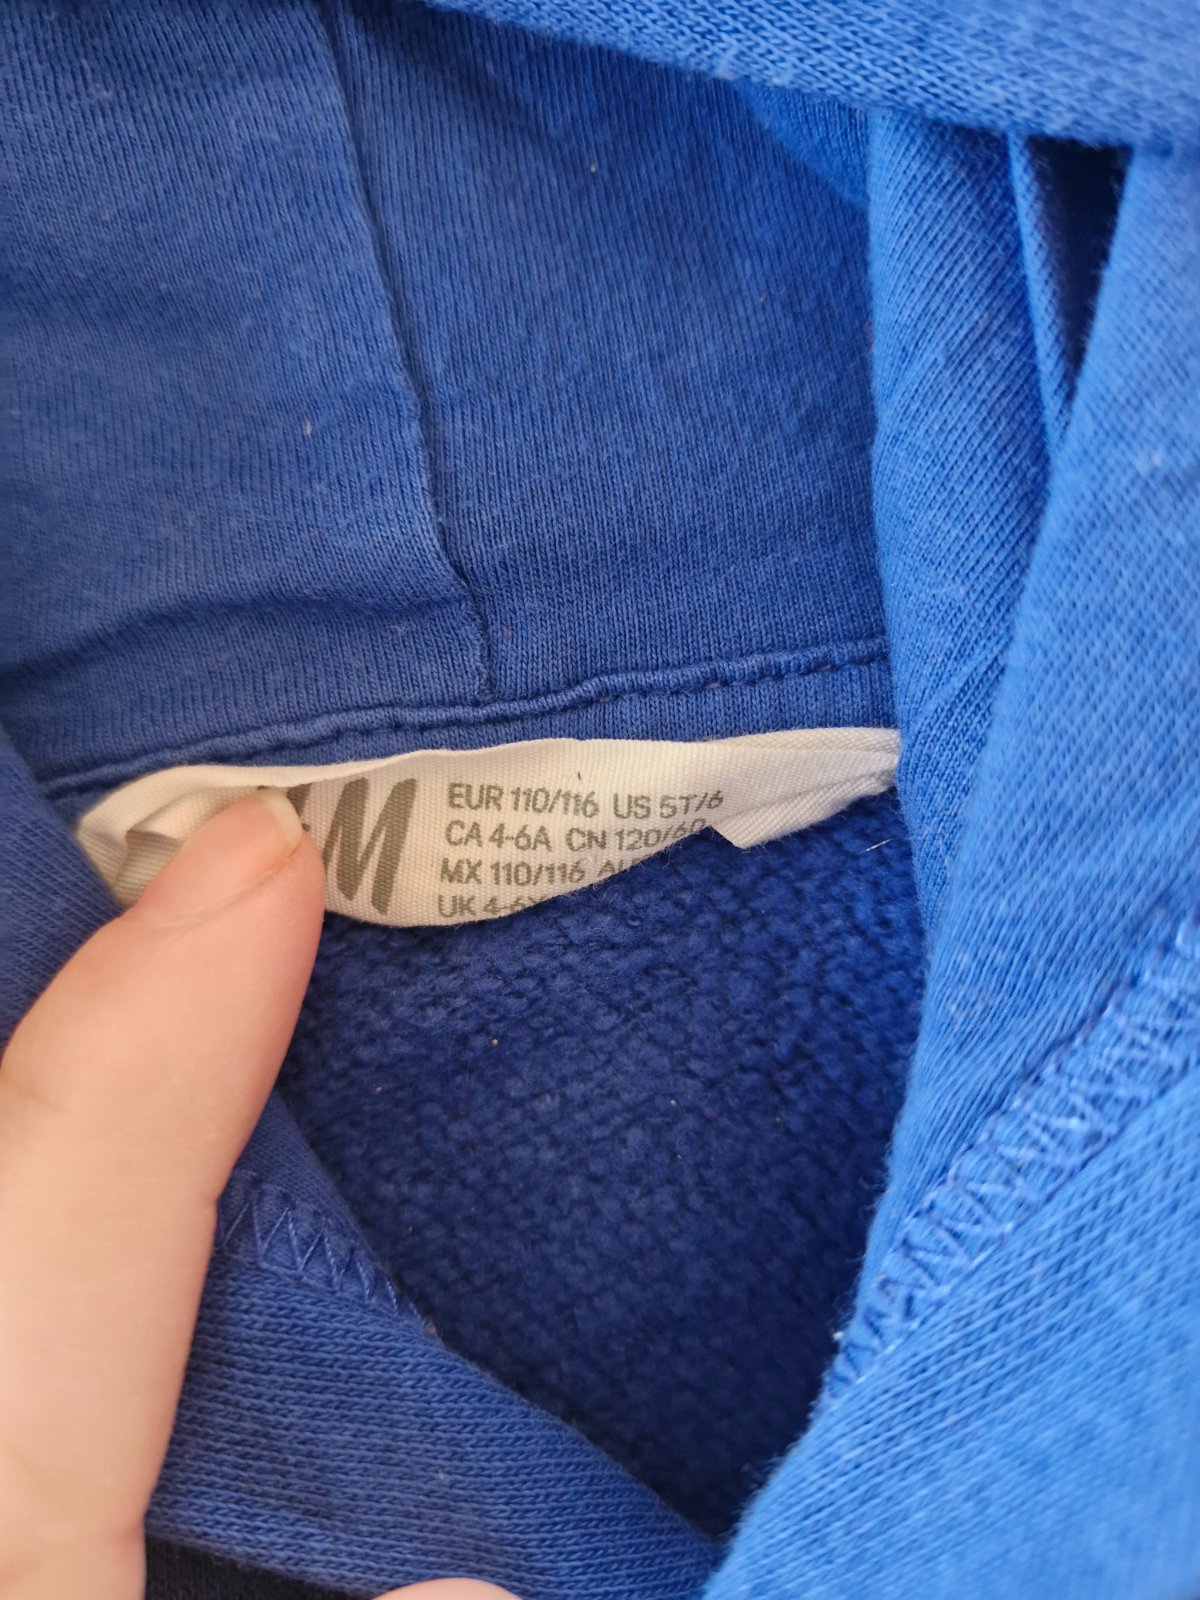 M
EUR 110/116 US 5T/6
CA 4-6A CN 120/60
MX 110/116
UK 4-6